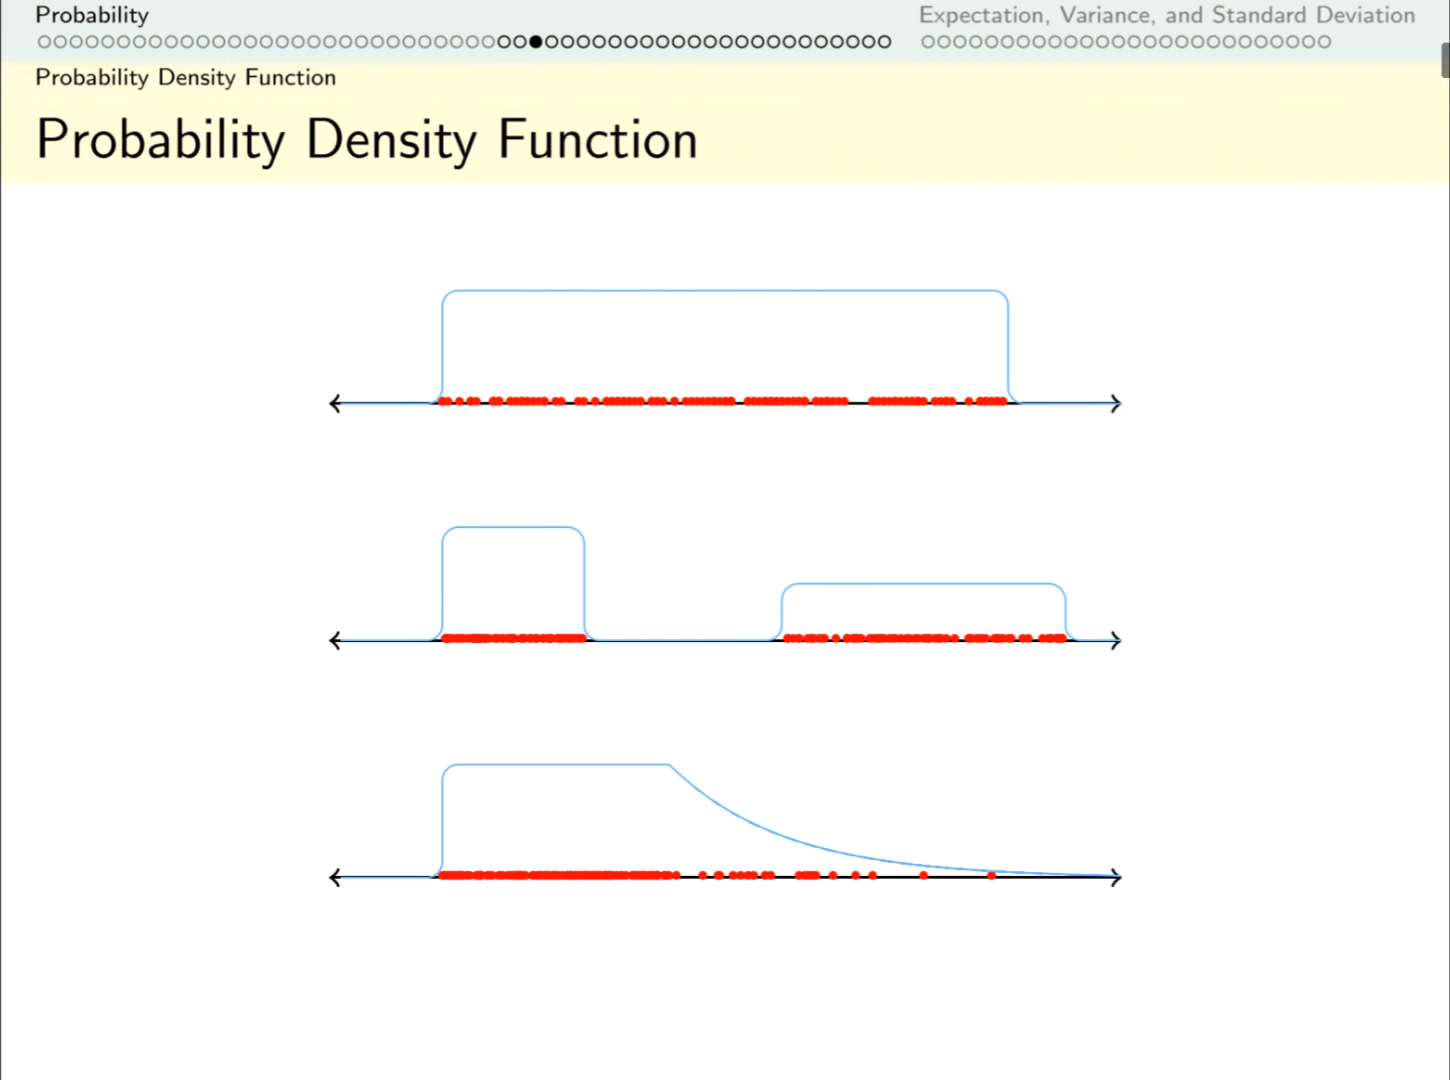 Probability
Expectation, Variance, and Standard Deviation
Probability Density Function
Probability Density Function